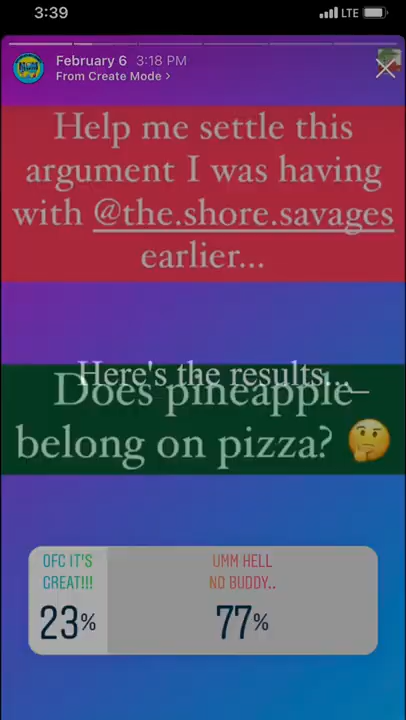 3:39 LTE
February 6 3:18 PM
From Create Mode >
Help me settle this
argument I was having
with @the.shore.savages
earlier...
Here's the results...
Does pineapple
belong on pizza? 🤔
OFC IT'S
GREAT!!!
23%
UMM HELL
NO BUDDY..
77%